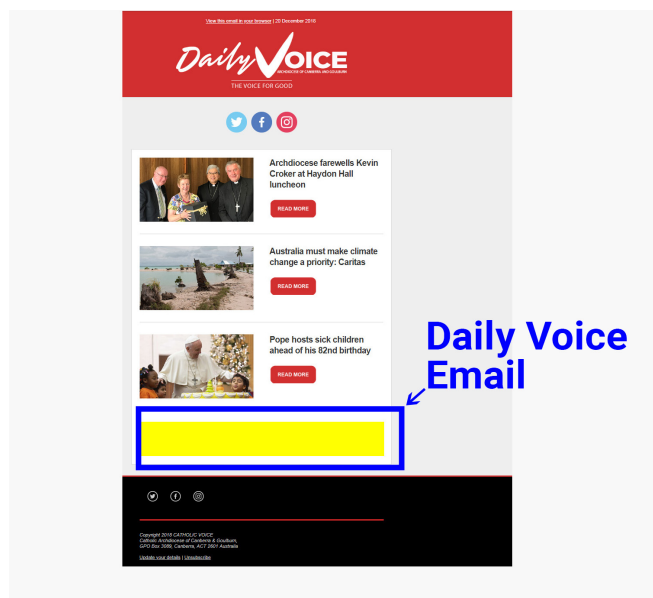 View this email in your browser | 20 December 2018
Daily VOICE
ARCHDIOCESE OF CANBERRA AND GOULBURN
THE VOICE FOR GOOD
Archdiocese farewells Kevin
Croker at Haydon Hall
luncheon
READ MORE
Australia must make climate
change a priority: Caritas
READ MORE
Pope hosts sick children
ahead of his 82nd birthday
READ MORE
Daily Voice
Email
Copyright 2018 CATHOLIC VOICE
Catholic Archdiocese of Canberra & Goulburn,
GPO Box 3089, Canberra, ACT 2601 Australia
Update your details | Unsubscribe